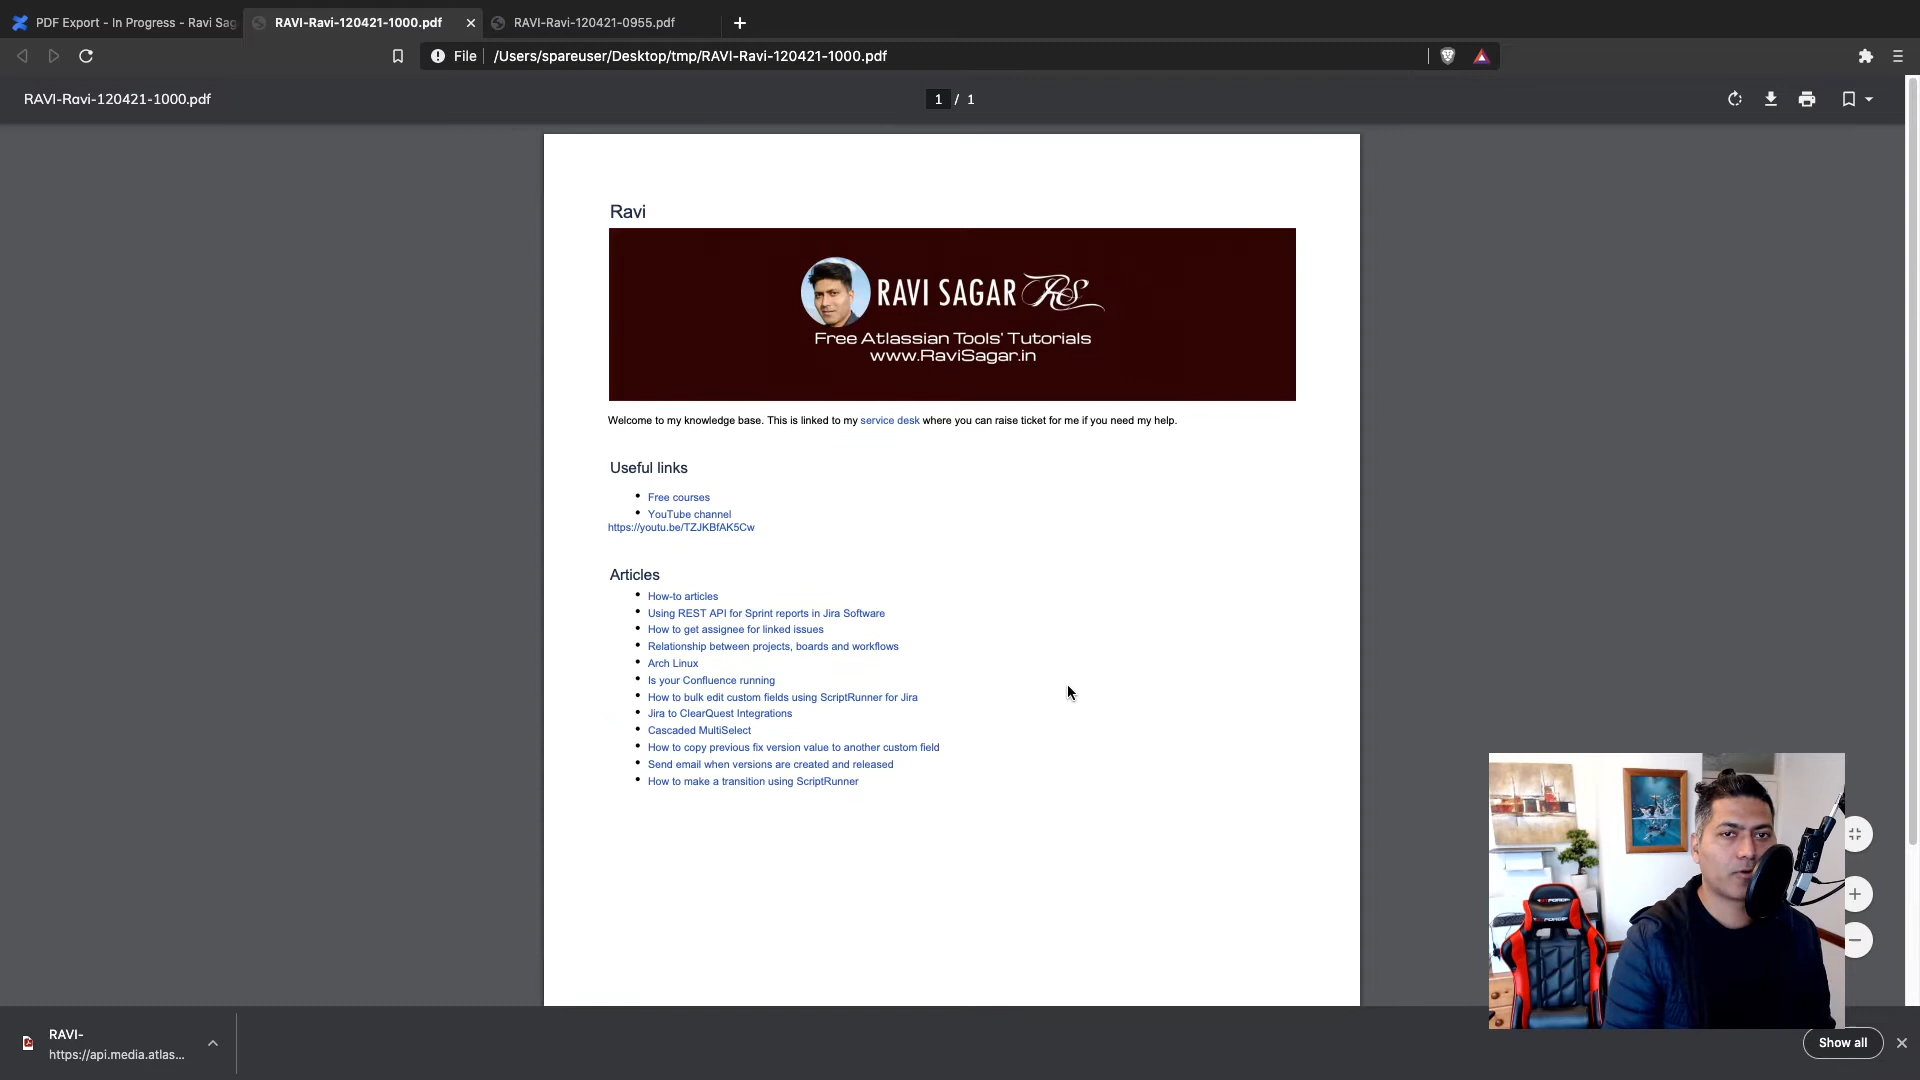 PDF Export - In Progress - Ravi Sag
RAVI-Ravi-120421-1000.pdf
RAVI-Ravi-120421-0955.pdf
File
/Users/spareuser/Desktop/tmp/RAVI-Ravi-120421-1000.pdf
RAVI-Ravi-120421-1000.pdf
1 / 1
Ravi
RAVI SAGAR RS
Free Atlassian Tools' Tutorials
www.RaviSagar.in
Welcome to my knowledge base. This is linked to my service desk where you can raise ticket for me if you need my help.
Useful links
• Free courses
• YouTube channel
https://youtu.be/TZJKBfAK5Cw
Articles
• How-to articles
• Using REST API for Sprint reports in Jira Software
• How to get assignee for linked issues
• Relationship between projects, boards and workflows
• Arch Linux
• Is your Confluence running
• How to bulk edit custom fields using ScriptRunner for Jira
• Jira to ClearQuest Integrations
• Cascaded MultiSelect
• How to copy previous fix version value to another custom field
• Send email when versions are created and released
• How to make a transition using ScriptRunner
RAVI-
https://api.media.atlas...
Show all